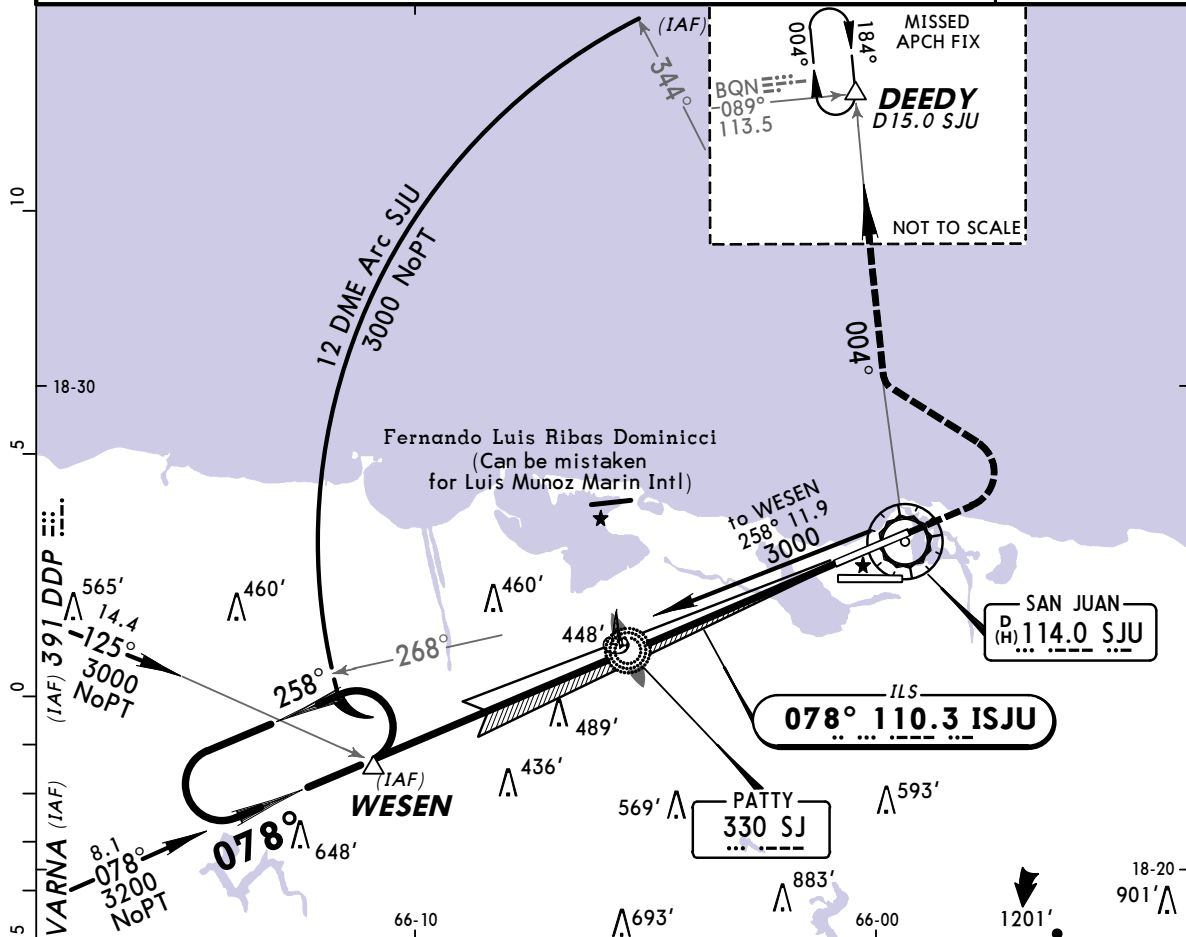 (IAF)
344°
MISSED
APCH FIX
004°
184°
BQN
089°
113.5
DEEDY
D15.0 SJU
NOT TO SCALE
10
12 DME Arc SJU
3000 NoPT
004°
18-30
5
Fernando Luis Ribas Dominicci
(Can be mistaken
for Luis Munoz Marin Intl)
to WESEN
258° 11.9
3000
(IAF) 391 DDP
565'
14.4
125°
3000
NoPT
460'
460'
448'
268°
258°
SAN JUAN
D
(H) 114.0 SJU
0
ILS
078° 110.3 ISJU
489'
(IAF)
WESEN
436'
569'
PATTY
330 SJ
593'
VARNA (IAF)
8.1
078°
3200
NoPT
078°
648'
18-20
883'
901'
5
66-10
693'
66-00
1201'